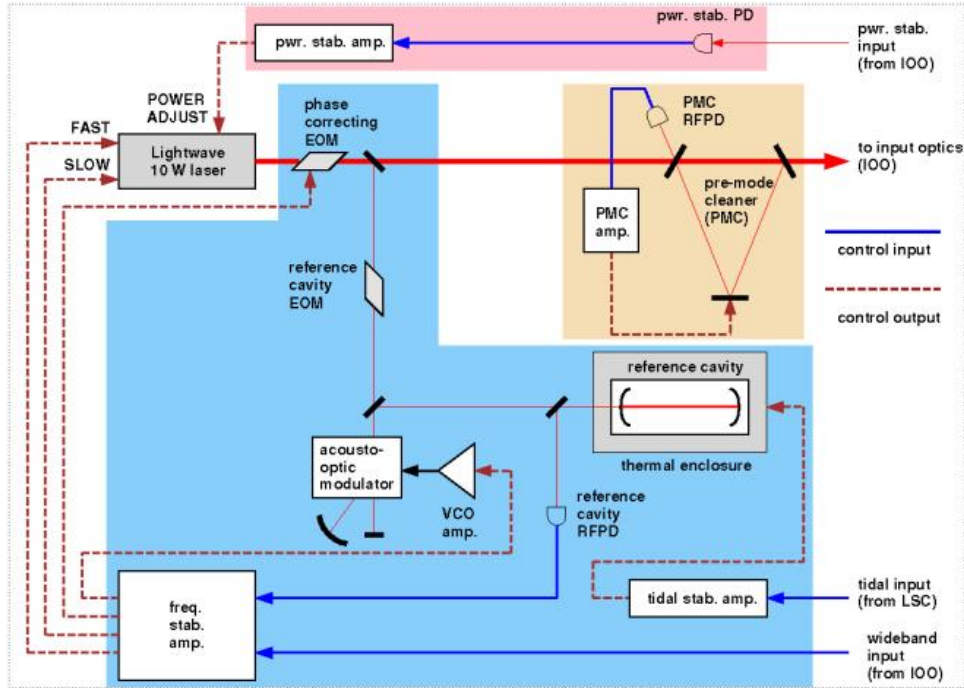 pwr. stab. PD
pwr. stab. amp.
pwr. stab.
input
(from IOO)
POWER
ADJUST
phase
correcting
EOM
PMC
RFPD
FAST
SLOW
Lightwave
10 W laser
to input optics
(IOO)
pre-mode
cleaner
(PMC)
PMC
amp.
control input
control output
reference
cavity
EOM
reference cavity
thermal enclosure
acousto-
optic
modulator
VCO
amp.
reference
cavity
RFPD
freq.
stab.
amp.
tidal stab. amp.
tidal input
(from LSC)
wideband
input
(from IOO)